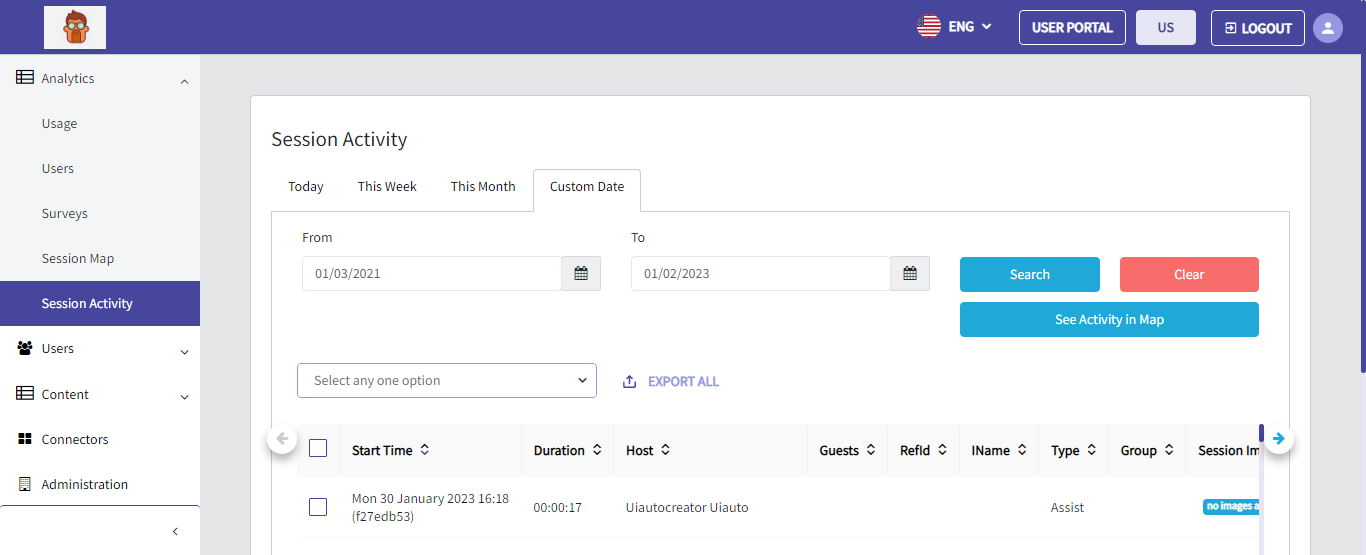 ENG
USER PORTAL
US
LOGOUT
Analytics
Usage
Users
Surveys
Session Map
Session Activity
Users
Content
Connectors
Administration
Session Activity
Today
This Week
This Month
Custom Date
From
To
01/03/2021
01/02/2023
Search
Clear
See Activity in Map
Select any one option
EXPORT ALL
Start Time
Duration
Host
Guests
RefId
IName
Type
Group
Session Im
Mon 30 January 2023 16:18
(f27edb53)
00:00:17
Uiautocreator Uiauto
Assist
no images a